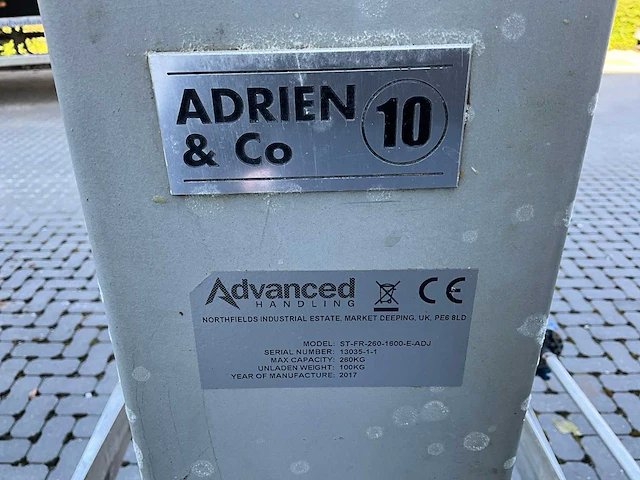 ADRIEN
& Co
10
Advanced
HANDLING
CE
NORTHFIELDS INDUSTRIAL ESTATE, MARKET DEEPING, UK, PE6 8LD
MODEL: ST-FR-260-1600-E-ADJ
SERIAL NUMBER: 13035-1-1
MAX CAPACITY: 260KG
UNLADEN WEIGHT: 100KG
YEAR OF MANUFACTURE: 2017